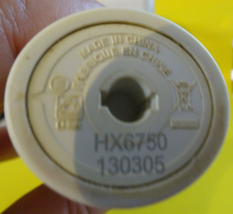 MADE IN CHINA
FABRIQUÉ EN CHINE
HX6750
130305